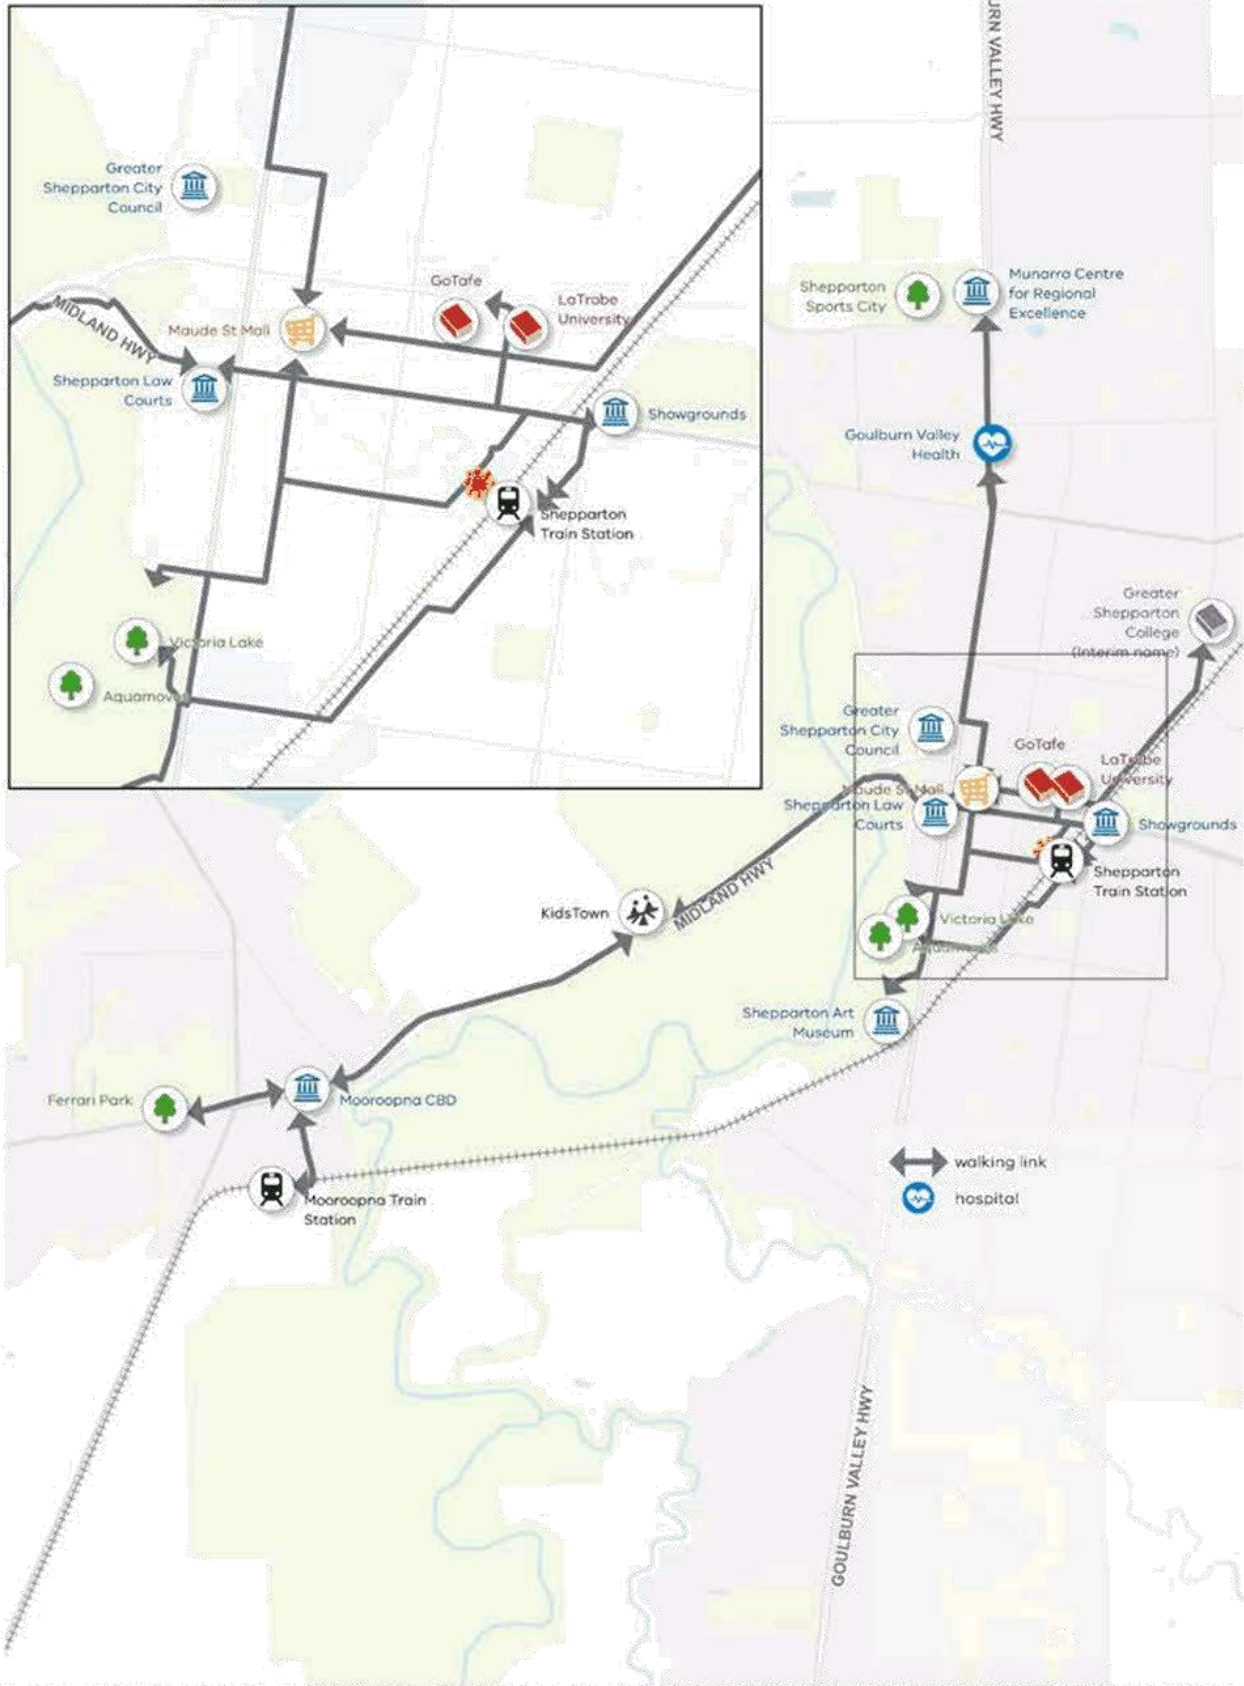 Greater
Shepparton City
Council
MIDLAND HWY
Maude St Mall
Shepparton Law
Courts
GoTafe
LaTrobe
University
Showgrounds
Shepparton
Train Station
Victoria Lake
Aquamoves
URN VALLEY HWY
Shepparton
Sports City
Munarra Centre
for Regional
Excellence
Goulburn Valley
Health
Greater
Shepparton
College
(Interim name)
Greater
Shepparton City
Council
GoTafe
LaTrobe
University
Maude St Mall
Shepparton Law
Courts
Showgrounds
Shepparton
Train Station
MIDLAND HWY
KidsTown
Victoria Lake
Aquamoves
Shepparton Art
Museum
Ferrari Park
Mooroopna CBD
Mooroopna Train
Station
walking link
hospital
GOULBURN VALLEY HWY